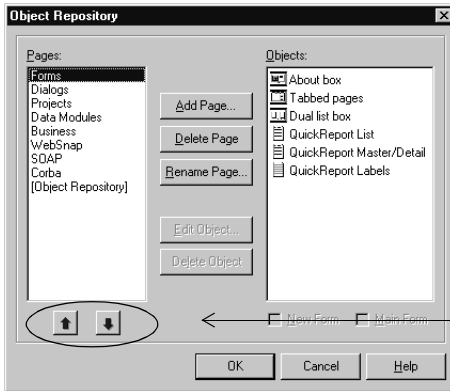 Object Repository
Pages:
Forms
Dialogs
Projects
Data Modules
Business
WebSnap
SOAP
Corba
[Object Repository]
Add Page...
Delete Page
Rename Page...
Edit Object...
Delete Object
Objects:
About box
Tabbed pages
Dual list box
QuickReport List
QuickReport Master/Detail
QuickReport Labels
New Form
Main Form
OK
Cancel
Help